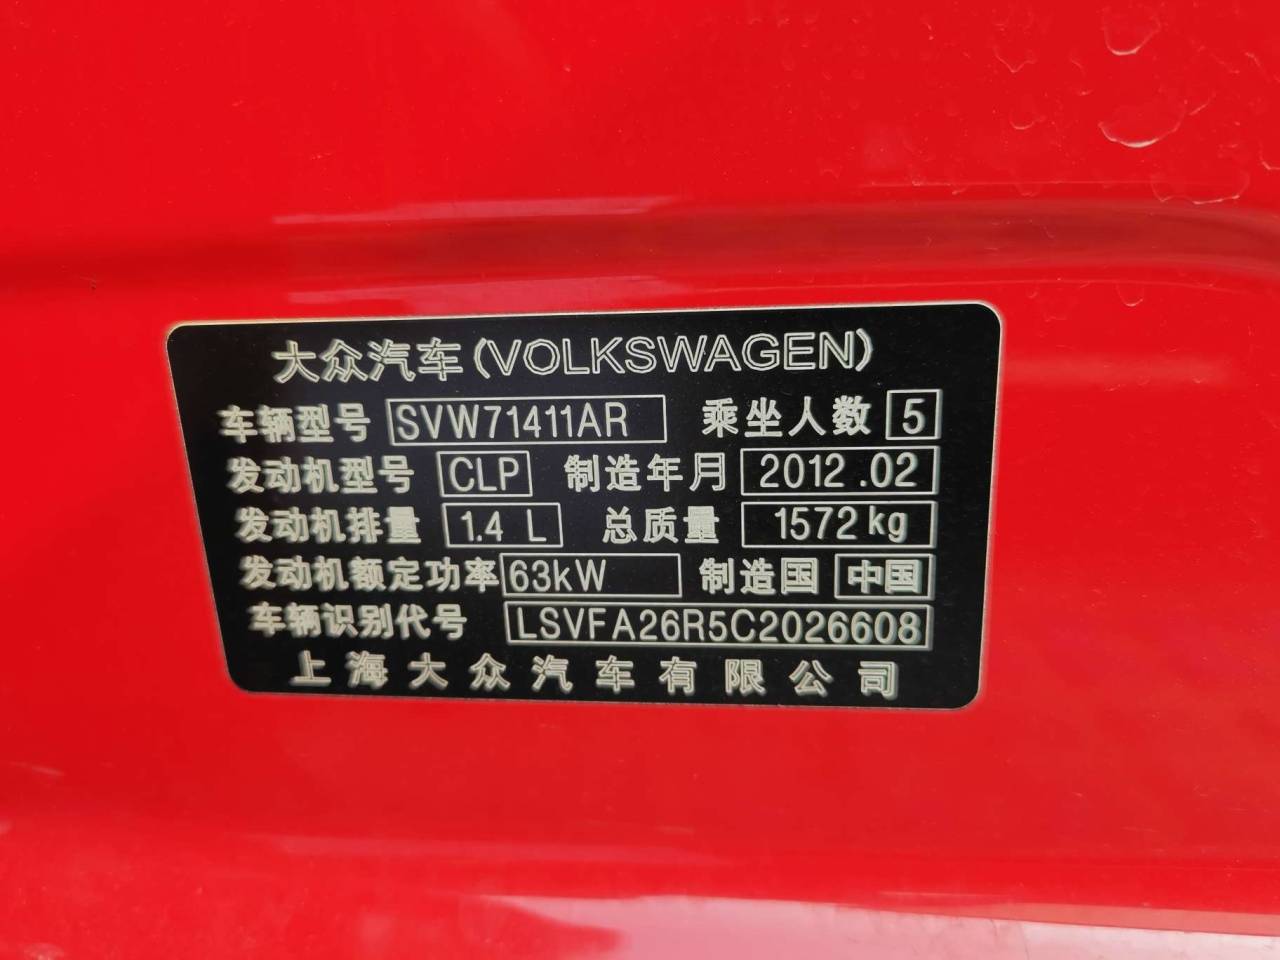 大众汽车(VOLKSWAGEN)
车辆型号 SVW71411AR 乘坐人数 5
发动机型号 CLP 制造年月 2012.02
发动机排量 1.4 L 总质量 1572kg
发动机额定功率 63kW 制造国 中国
车辆识别代号 LSVFA26R5C2026608
上海大众汽车有限公司